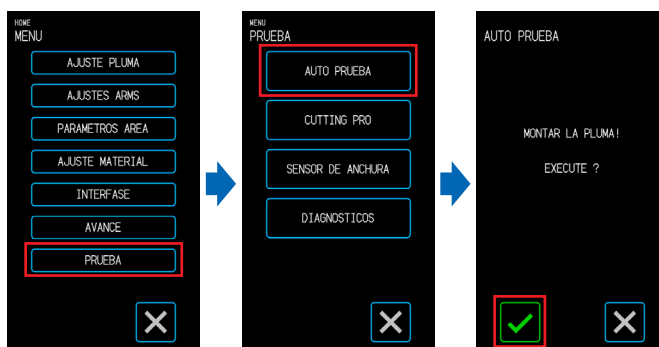 HOME
MENU
AJUSTE PLUMA
AJUSTES ARMS
PARAMETROS AREA
AJUSTE MATERIAL
INTERFASE
AVANCE
PRUEBA
MENU
PRUEBA
AUTO PRUEBA
CUTTING PRO
SENSOR DE ANCHURA
DIAGNOSTICOS
AUTO PRUEBA
MONTAR LA PLUMA!
EXECUTE ?